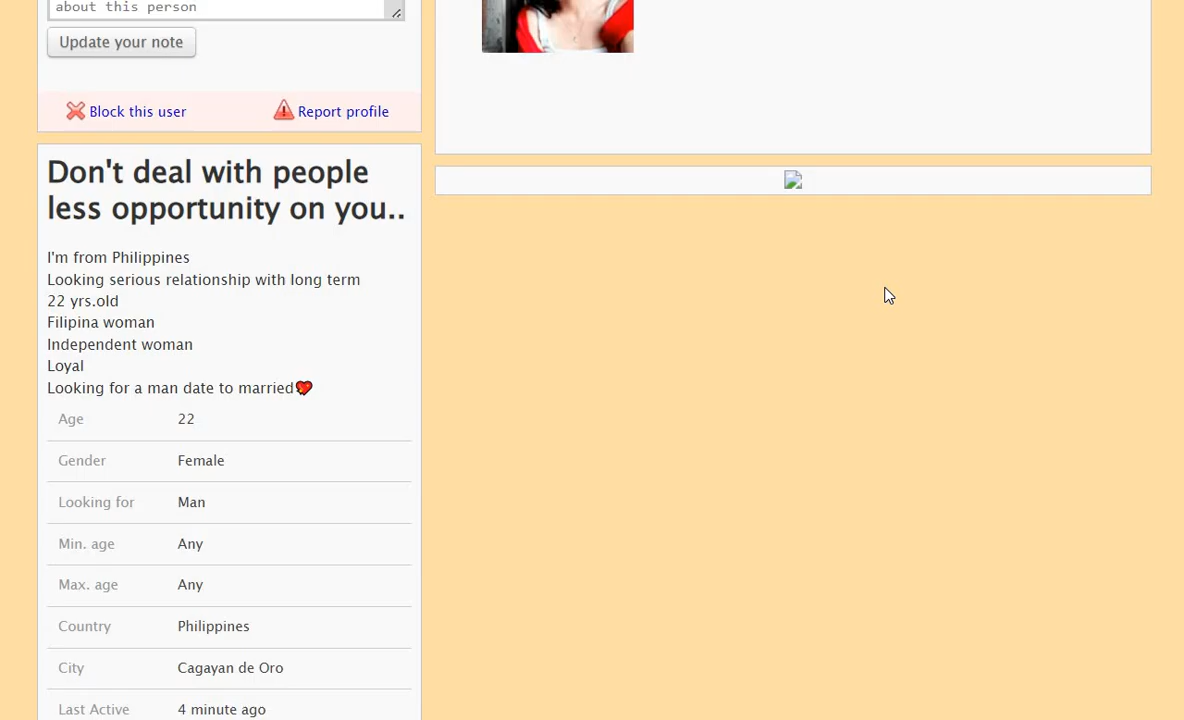 about this person
Update your note
Block this user
Report profile
Don't deal with people
less opportunity on you..
I'm from Philippines
Looking serious relationship with long term
22 yrs.old
Filipina woman
Independent woman
Loyal
Looking for a man date to married💖
Age 22
Gender Female
Looking for Man
Min. age Any
Max. age Any
Country Philippines
City Cagayan de Oro
Last Active 4 minute ago